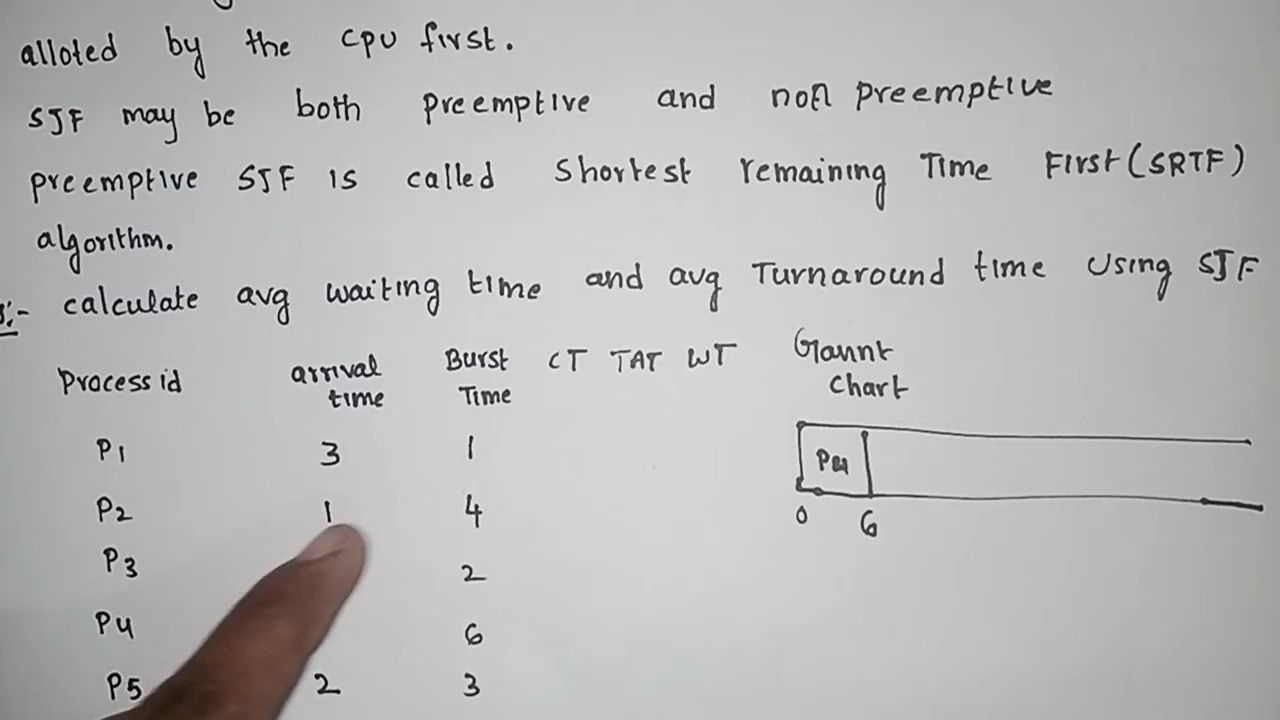 alloted by the CPU first.
SJF may be both preemptive and non preemptive
preemptive SJF is called Shortest remaining Time First (SRTF)
algorithm.
:- calculate avg waiting time and avg Turnaround time using SJF
Process id arrival time Burst Time CT TAT WT
P1 3 1
P2 1 4
P3 2
P4 6
P5 2 3
Gannt
chart
P4
0 6